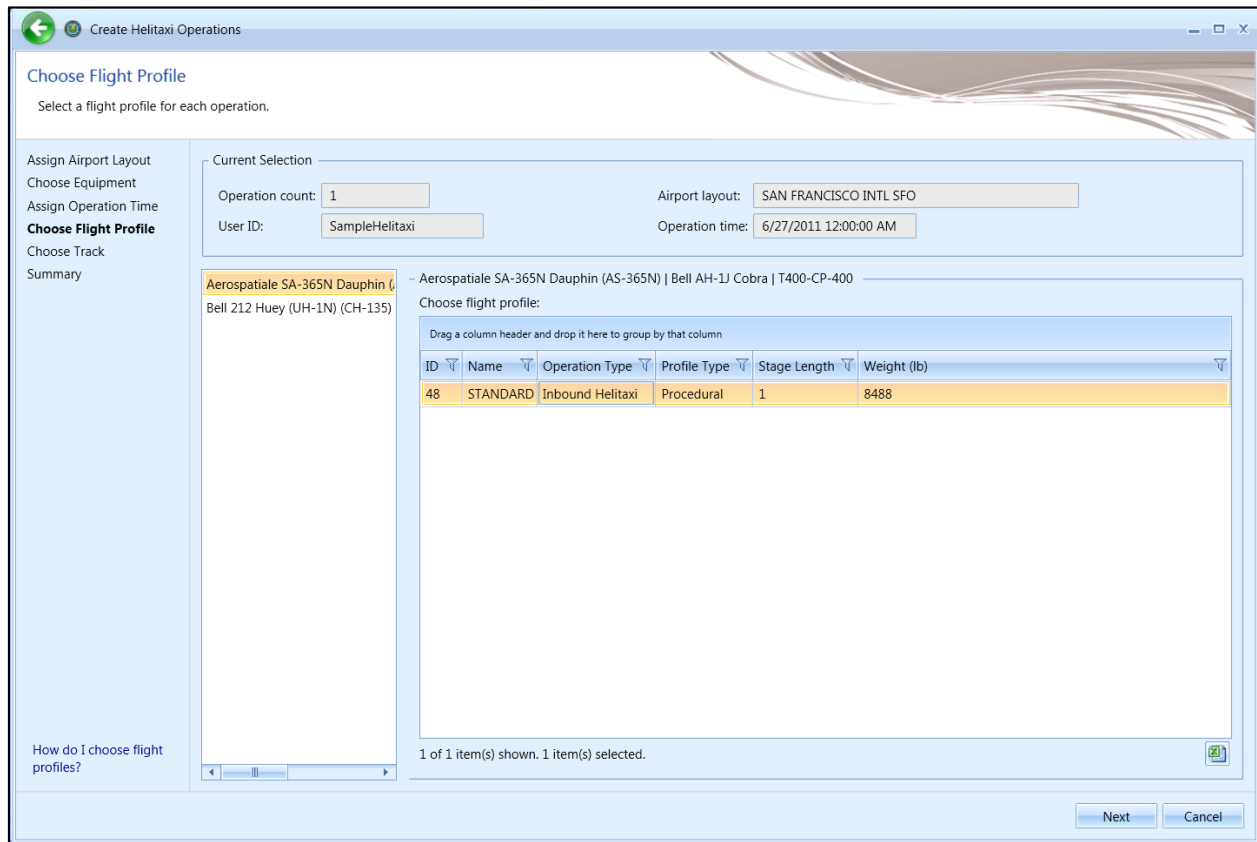 Create Helitaxi Operations
Choose Flight Profile
Select a flight profile for each operation.
Assign Airport Layout
Choose Equipment
Assign Operation Time
Choose Flight Profile
Choose Track
Summary
Current Selection
Operation count: 1
Airport layout: SAN FRANCISCO INTL SFO
User ID: SampleHelitaxi
Operation time: 6/27/2011 12:00:00 AM
Aerospatiale SA-365N Dauphin (
Bell 212 Huey (UH-1N) (CH-135)
Aerospatiale SA-365N Dauphin (AS-365N) | Bell AH-1J Cobra | T400-CP-400
Choose flight profile:
Drag a column header and drop it here to group by that column
ID Name Operation Type Profile Type Stage Length Weight (lb)
48 STANDARD Inbound Helitaxi Procedural 1 8488
1 of 1 item(s) shown. 1 item(s) selected.
How do I choose flight
profiles?
Next Cancel